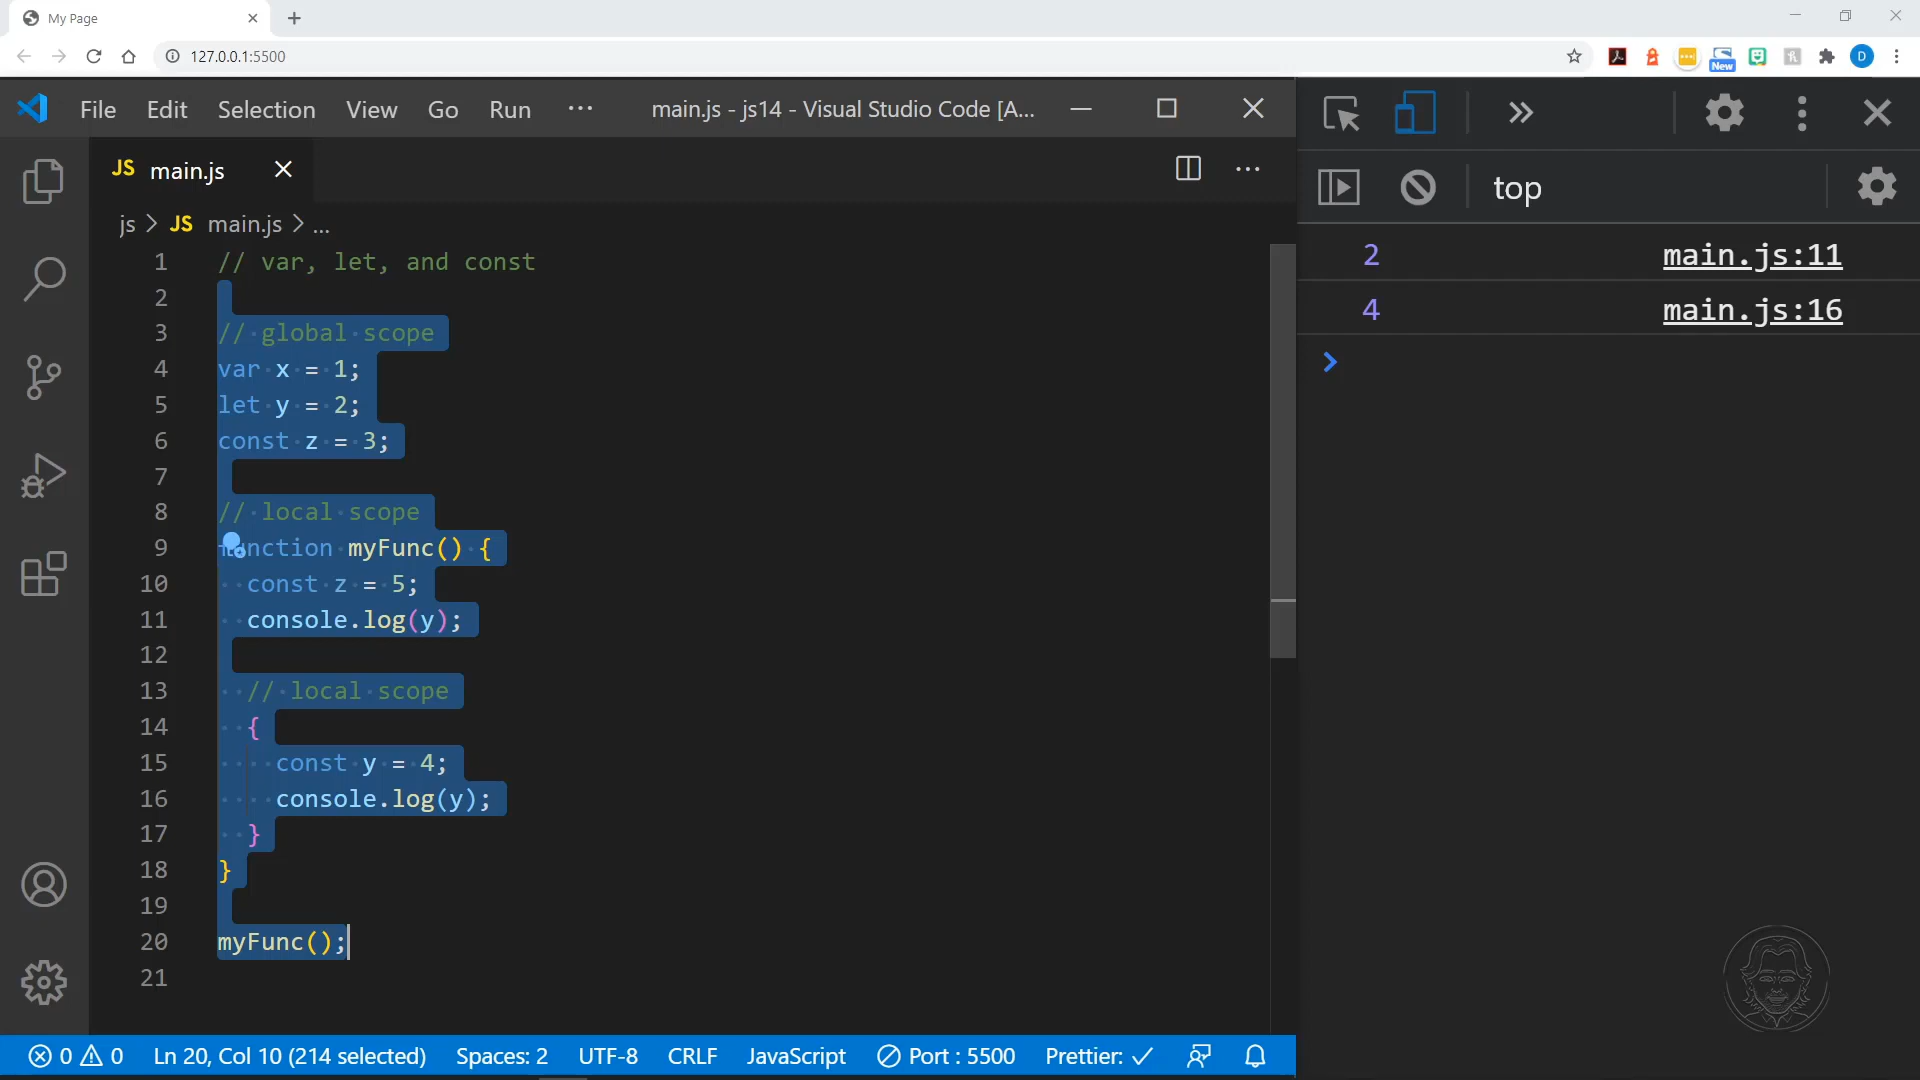 My Page
127.0.0.1:5500
New
D
File Edit Selection View Go Run ··· main.js - js14 - Visual Studio Code [A...
JS main.js
js > JS main.js > ...
top
1 // var, let, and const
2
3 // global scope
4 var x = 1;
5 let y = 2;
6 const z = 3;
7
8 // local scope
9 function myFunc() {
10 const z = 5;
11 console.log(y);
12
13 // local scope
14 {
15 const y = 4;
16 console.log(y);
17 }
18 }
19
20 myFunc();
21
2 main.js:11
4 main.js:16
>
0 0 Ln 20, Col 10 (214 selected) Spaces: 2 UTF-8 CRLF JavaScript Port : 5500 Prettier: ✓